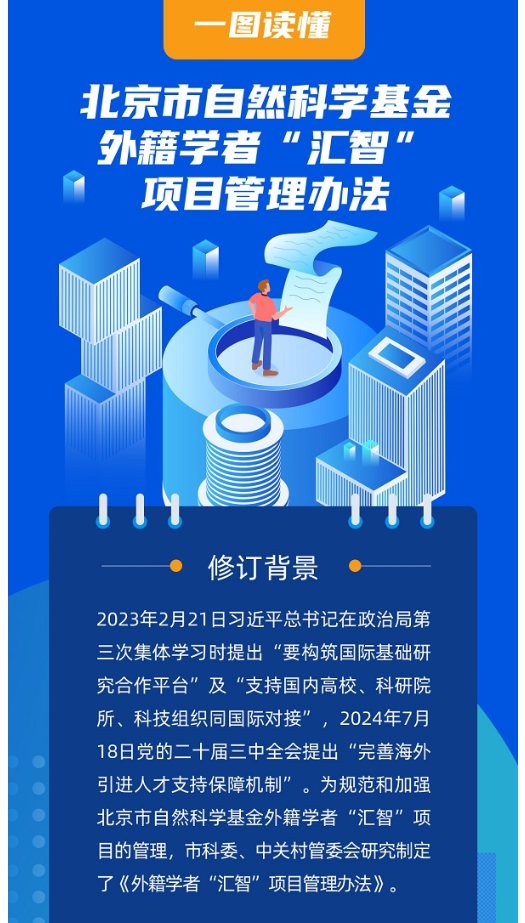 一图读懂
北京市自然科学基金
外籍学者“汇智”
项目管理办法
修订背景
2023年2月21日习近平总书记在政治局第
三次集体学习时提出“要构筑国际基础研
究合作平台”及“支持国内高校、科研院
所、科技组织同国际对接”，2024年7月
18日党的二十届三中全会提出“完善海外
引进人才支持保障机制”。为规范和加强
北京市自然科学基金外籍学者“汇智”项
目的管理，市科委、中关村管委会研究制定
了《外籍学者“汇智”项目管理办法》。